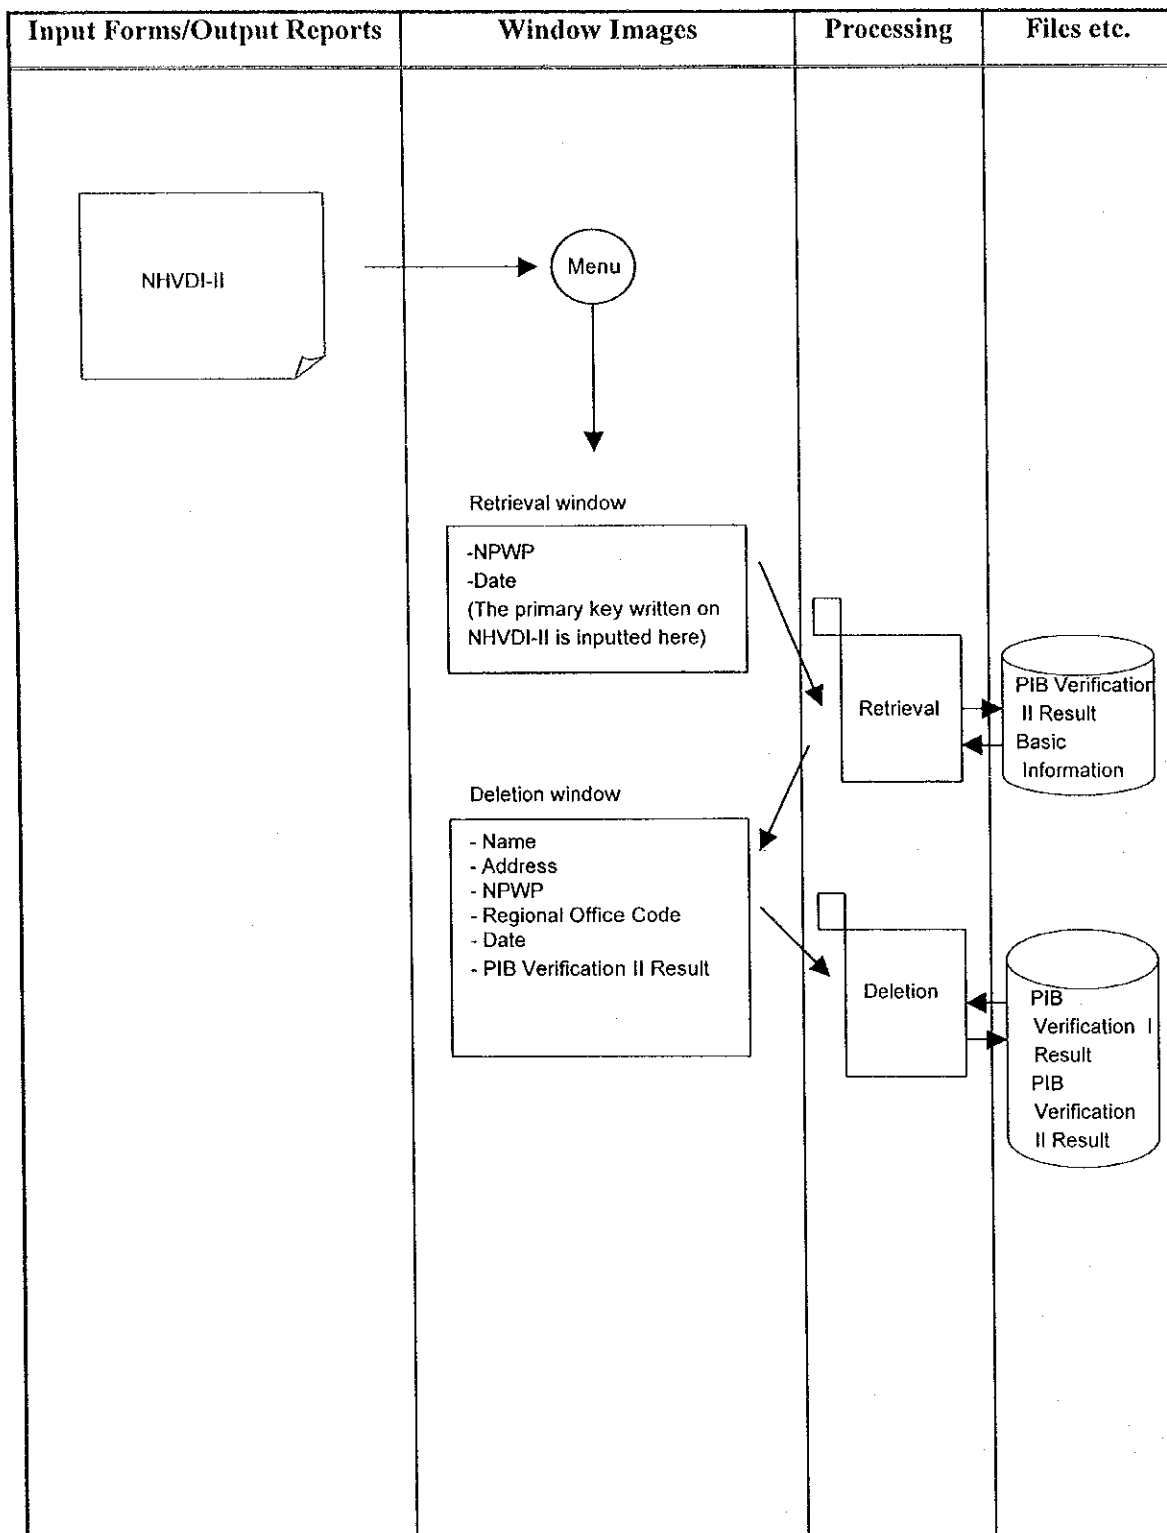 Input Forms/Output Reports
Window Images
Processing
Files etc.
NHVDI-II
Menu
Retrieval window
-NPWP
-Date
(The primary key written on
NHVDI-II is inputted here)
Retrieval
PIB Verification
II Result
Basic
Information
Deletion window
- Name
- Address
- NPWP
- Regional Office Code
- Date
- PIB Verification II Result
Deletion
PIB
Verification I
Result
PIB
Verification
II Result